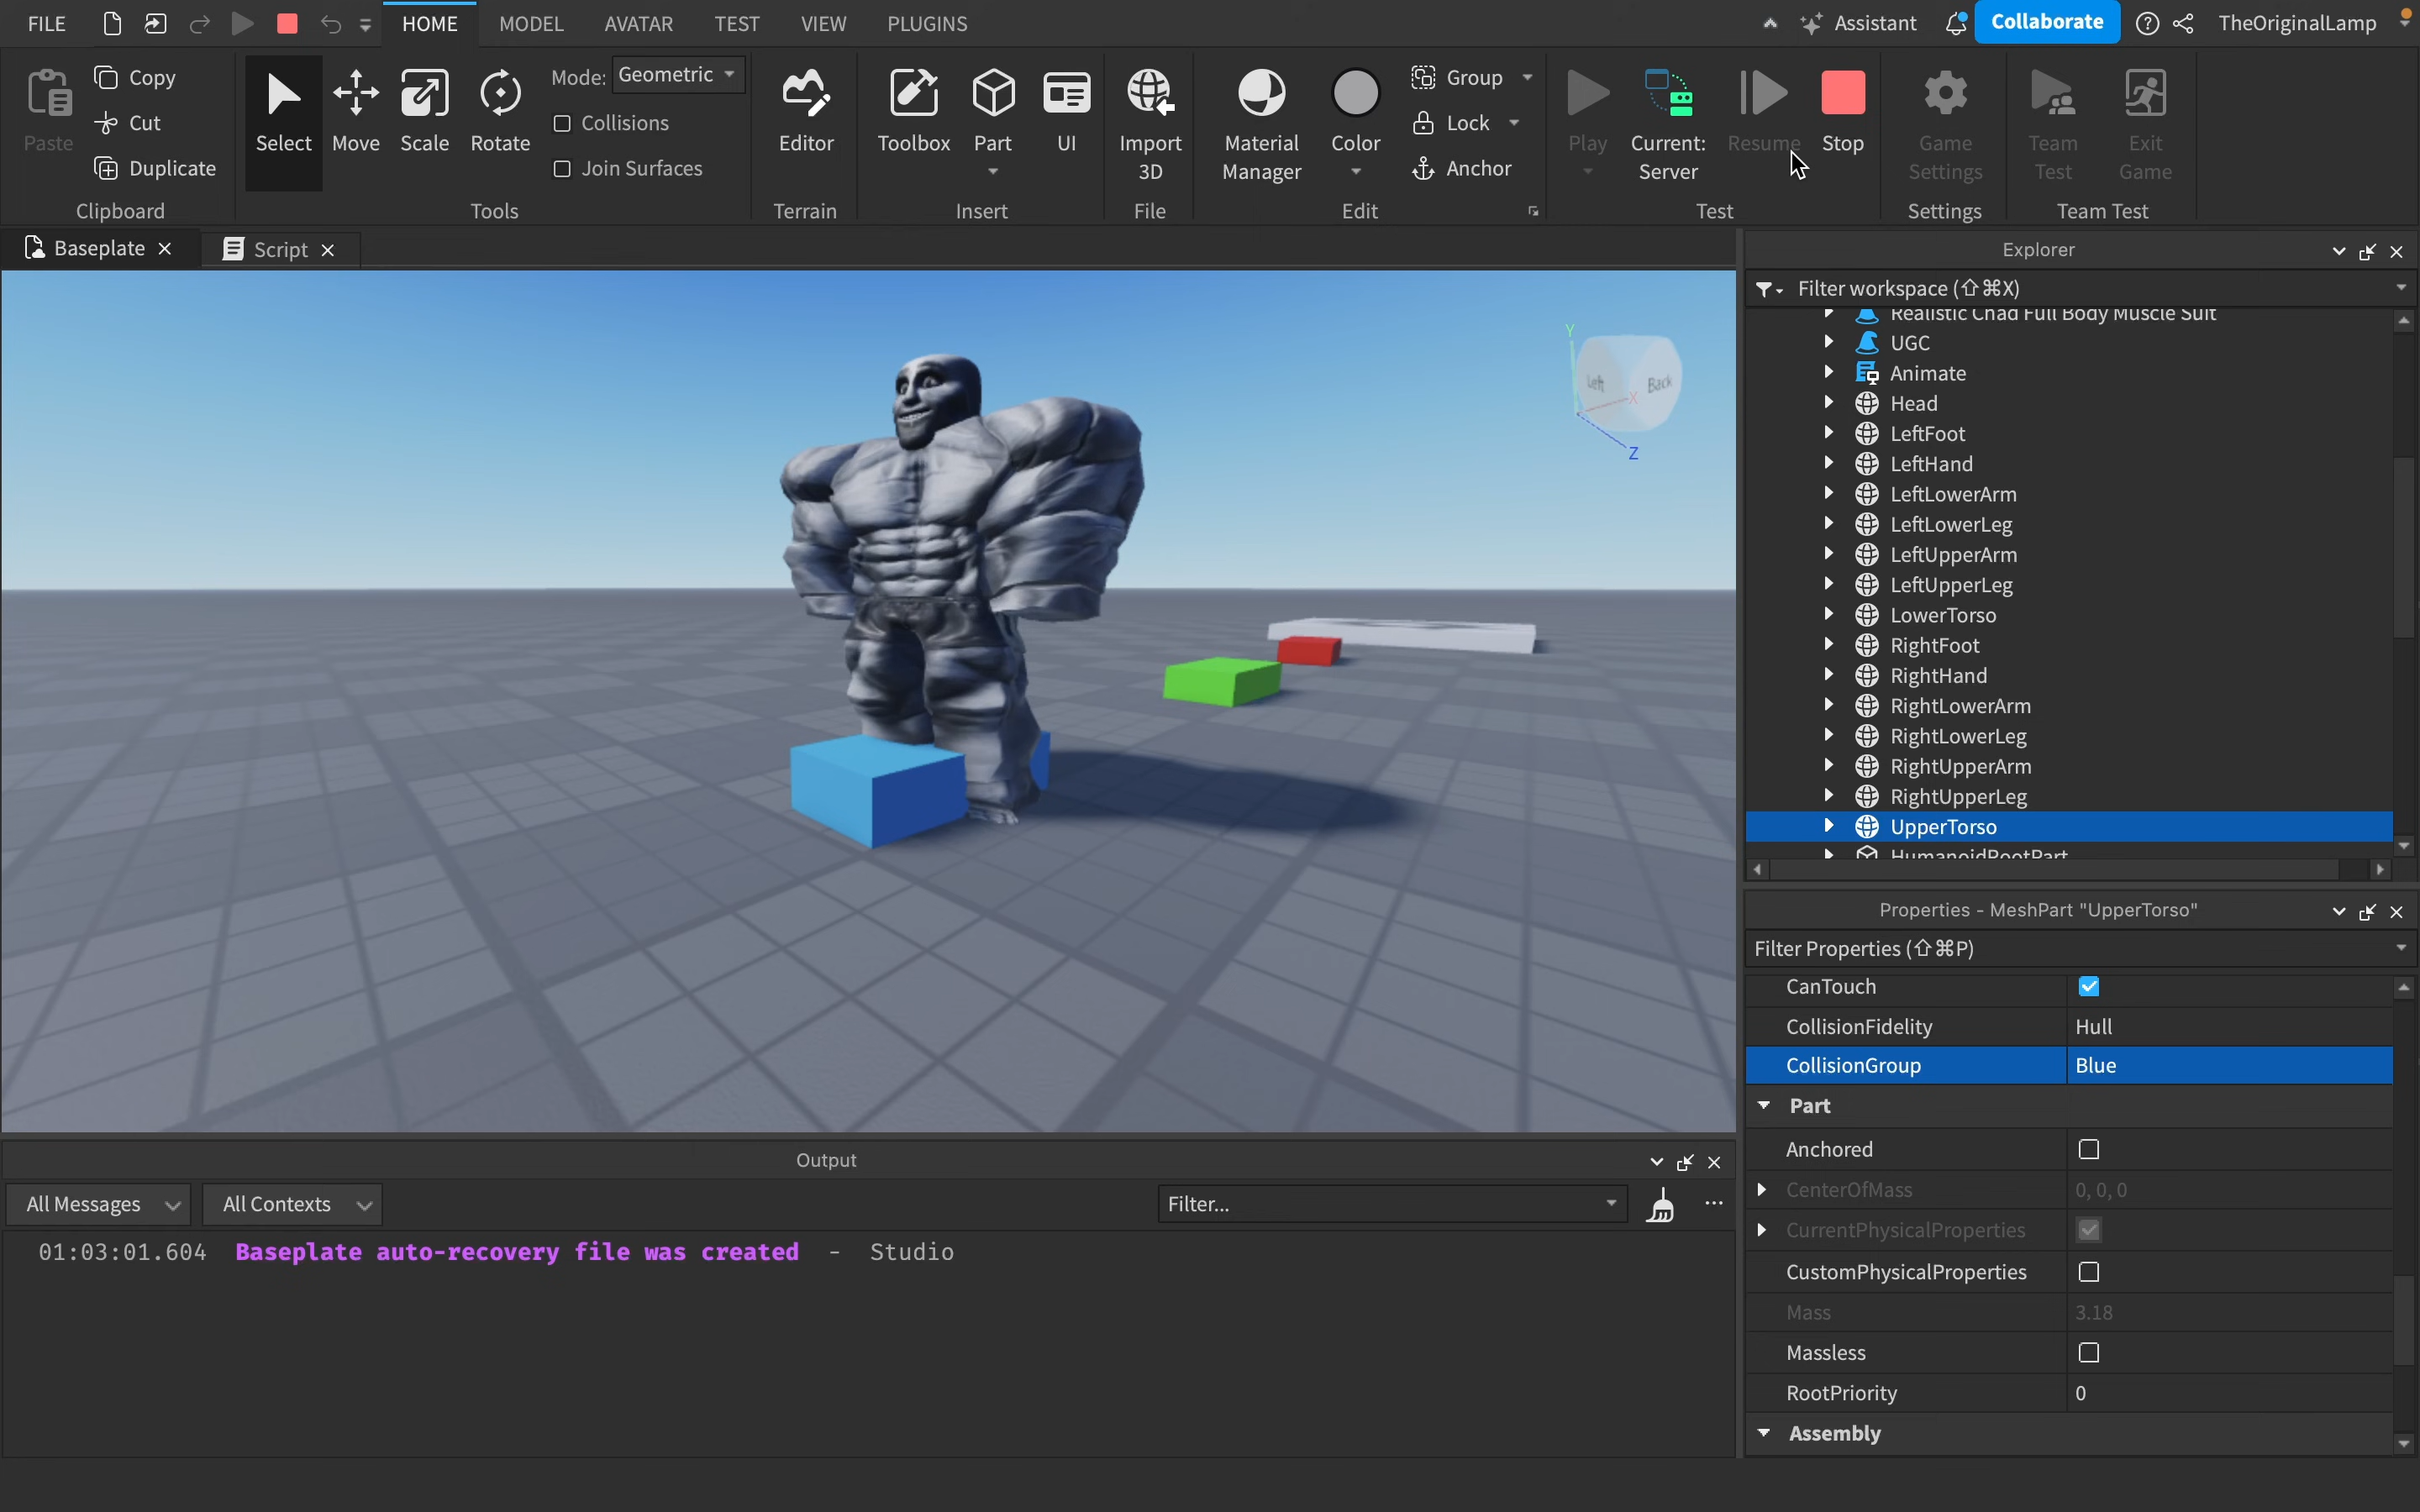 FILE
HOME
MODEL
AVATAR
TEST
VIEW
PLUGINS
Assistant
Collaborate
TheOriginalLamp
Paste
Copy
Cut
Duplicate
Clipboard
Select
Move
Scale
Rotate
Mode: Geometric
Collisions
Join Surfaces
Tools
Editor
Terrain
Toolbox
Part
UI
Insert
Import
3D
File
Material
Manager
Color
Group
Lock
Anchor
Edit
Play
Current:
Server
Resume
Stop
Test
Game
Settings
Settings
Team
Test
Exit
Game
Team Test
Baseplate
Script
Left
Back
Y
X
Z
Explorer
Filter workspace (⇧⌘X)
Realistic Chad Full Body Muscle Suit
UGC
Animate
Head
LeftFoot
LeftHand
LeftLowerArm
LeftLowerLeg
LeftUpperArm
LeftUpperLeg
LowerTorso
RightFoot
RightHand
RightLowerArm
RightLowerLeg
RightUpperArm
RightUpperLeg
UpperTorso
HumanoidRootPart
Properties - MeshPart "UpperTorso"
Filter Properties (⇧⌘P)
CanTouch
CollisionFidelity Hull
CollisionGroup Blue
Part
Anchored
CenterOfMass 0, 0, 0
CurrentPhysicalProperties
CustomPhysicalProperties
Mass 3.18
Massless
RootPriority 0
Assembly
Output
All Messages
All Contexts
Filter...
01:03:01.604 Baseplate auto-recovery file was created - Studio